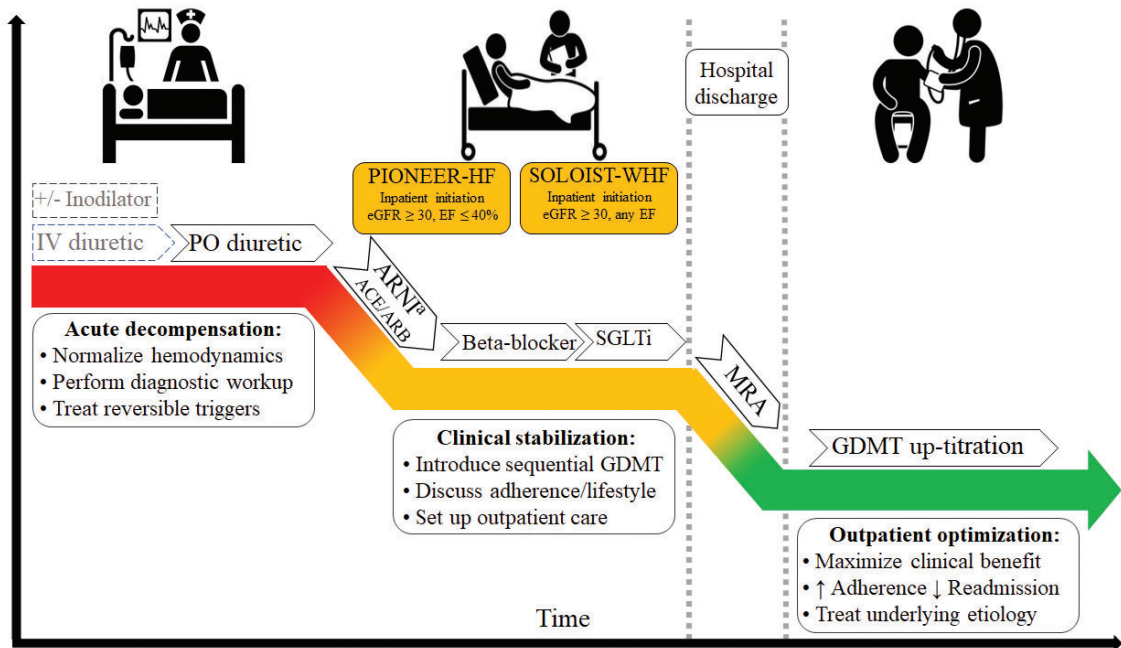 Hospital
discharge
PIONEER-HF
Inpatient initiation
eGFR ≥ 30, EF ≤ 40%
SOLOIST-WHF
Inpatient initiation
eGFR ≥ 30, any EF
+/- Inodilator
IV diuretic
PO diuretic
ARNIᵃ
ACE/ARB
Beta-blocker
SGLTi
MRA
GDMT up-titration
Acute decompensation:
• Normalize hemodynamics
• Perform diagnostic workup
• Treat reversible triggers
Clinical stabilization:
• Introduce sequential GDMT
• Discuss adherence/lifestyle
• Set up outpatient care
Outpatient optimization:
• Maximize clinical benefit
• ↑ Adherence ↓ Readmission
• Treat underlying etiology
Time